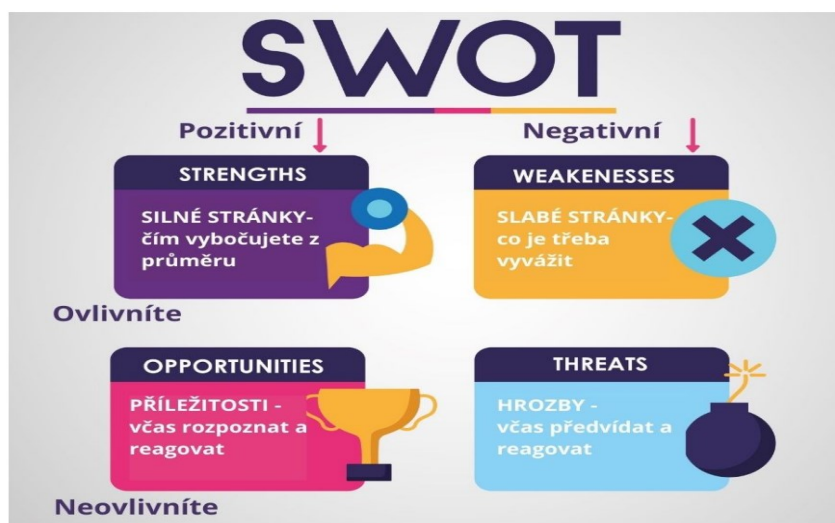 SWOT
Pozitivní
Negativní
STRENGTHS
SILNÉ STRÁNKY-
čím vybočujete z
průměru
WEAKENESSES
SLABÉ STRÁNKY-
co je třeba
vyvážit
Ovlivníte
OPPORTUNITIES
PŘÍLEŽITOSTI -
včas rozpoznat a
reagovat
THREATS
HROZBY -
včas předvídat a
reagovat
Neovlivníte